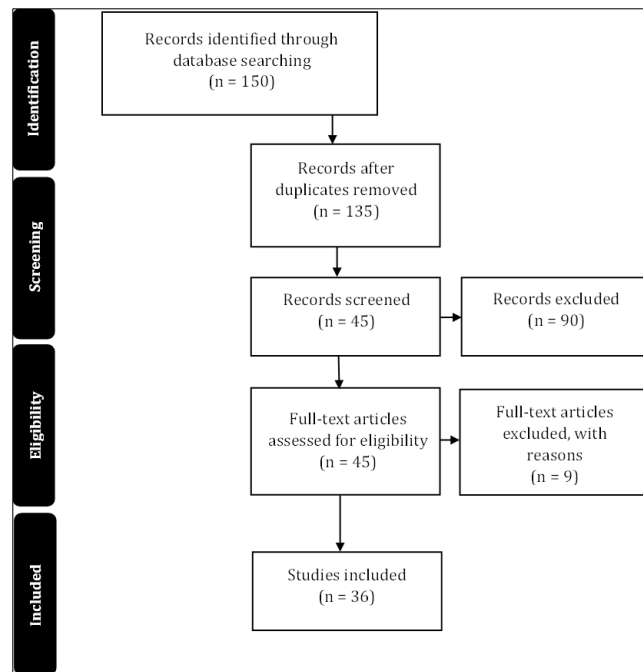 Identification
Records identified through
database searching
(n = 150)
Records after
duplicates removed
(n = 135)
Screening
Records screened
(n = 45)
Records excluded
(n = 90)
Eligibility
Full-text articles
assessed for eligibility
(n = 45)
Full-text articles
excluded, with
reasons
(n = 9)
Included
Studies included
(n = 36)